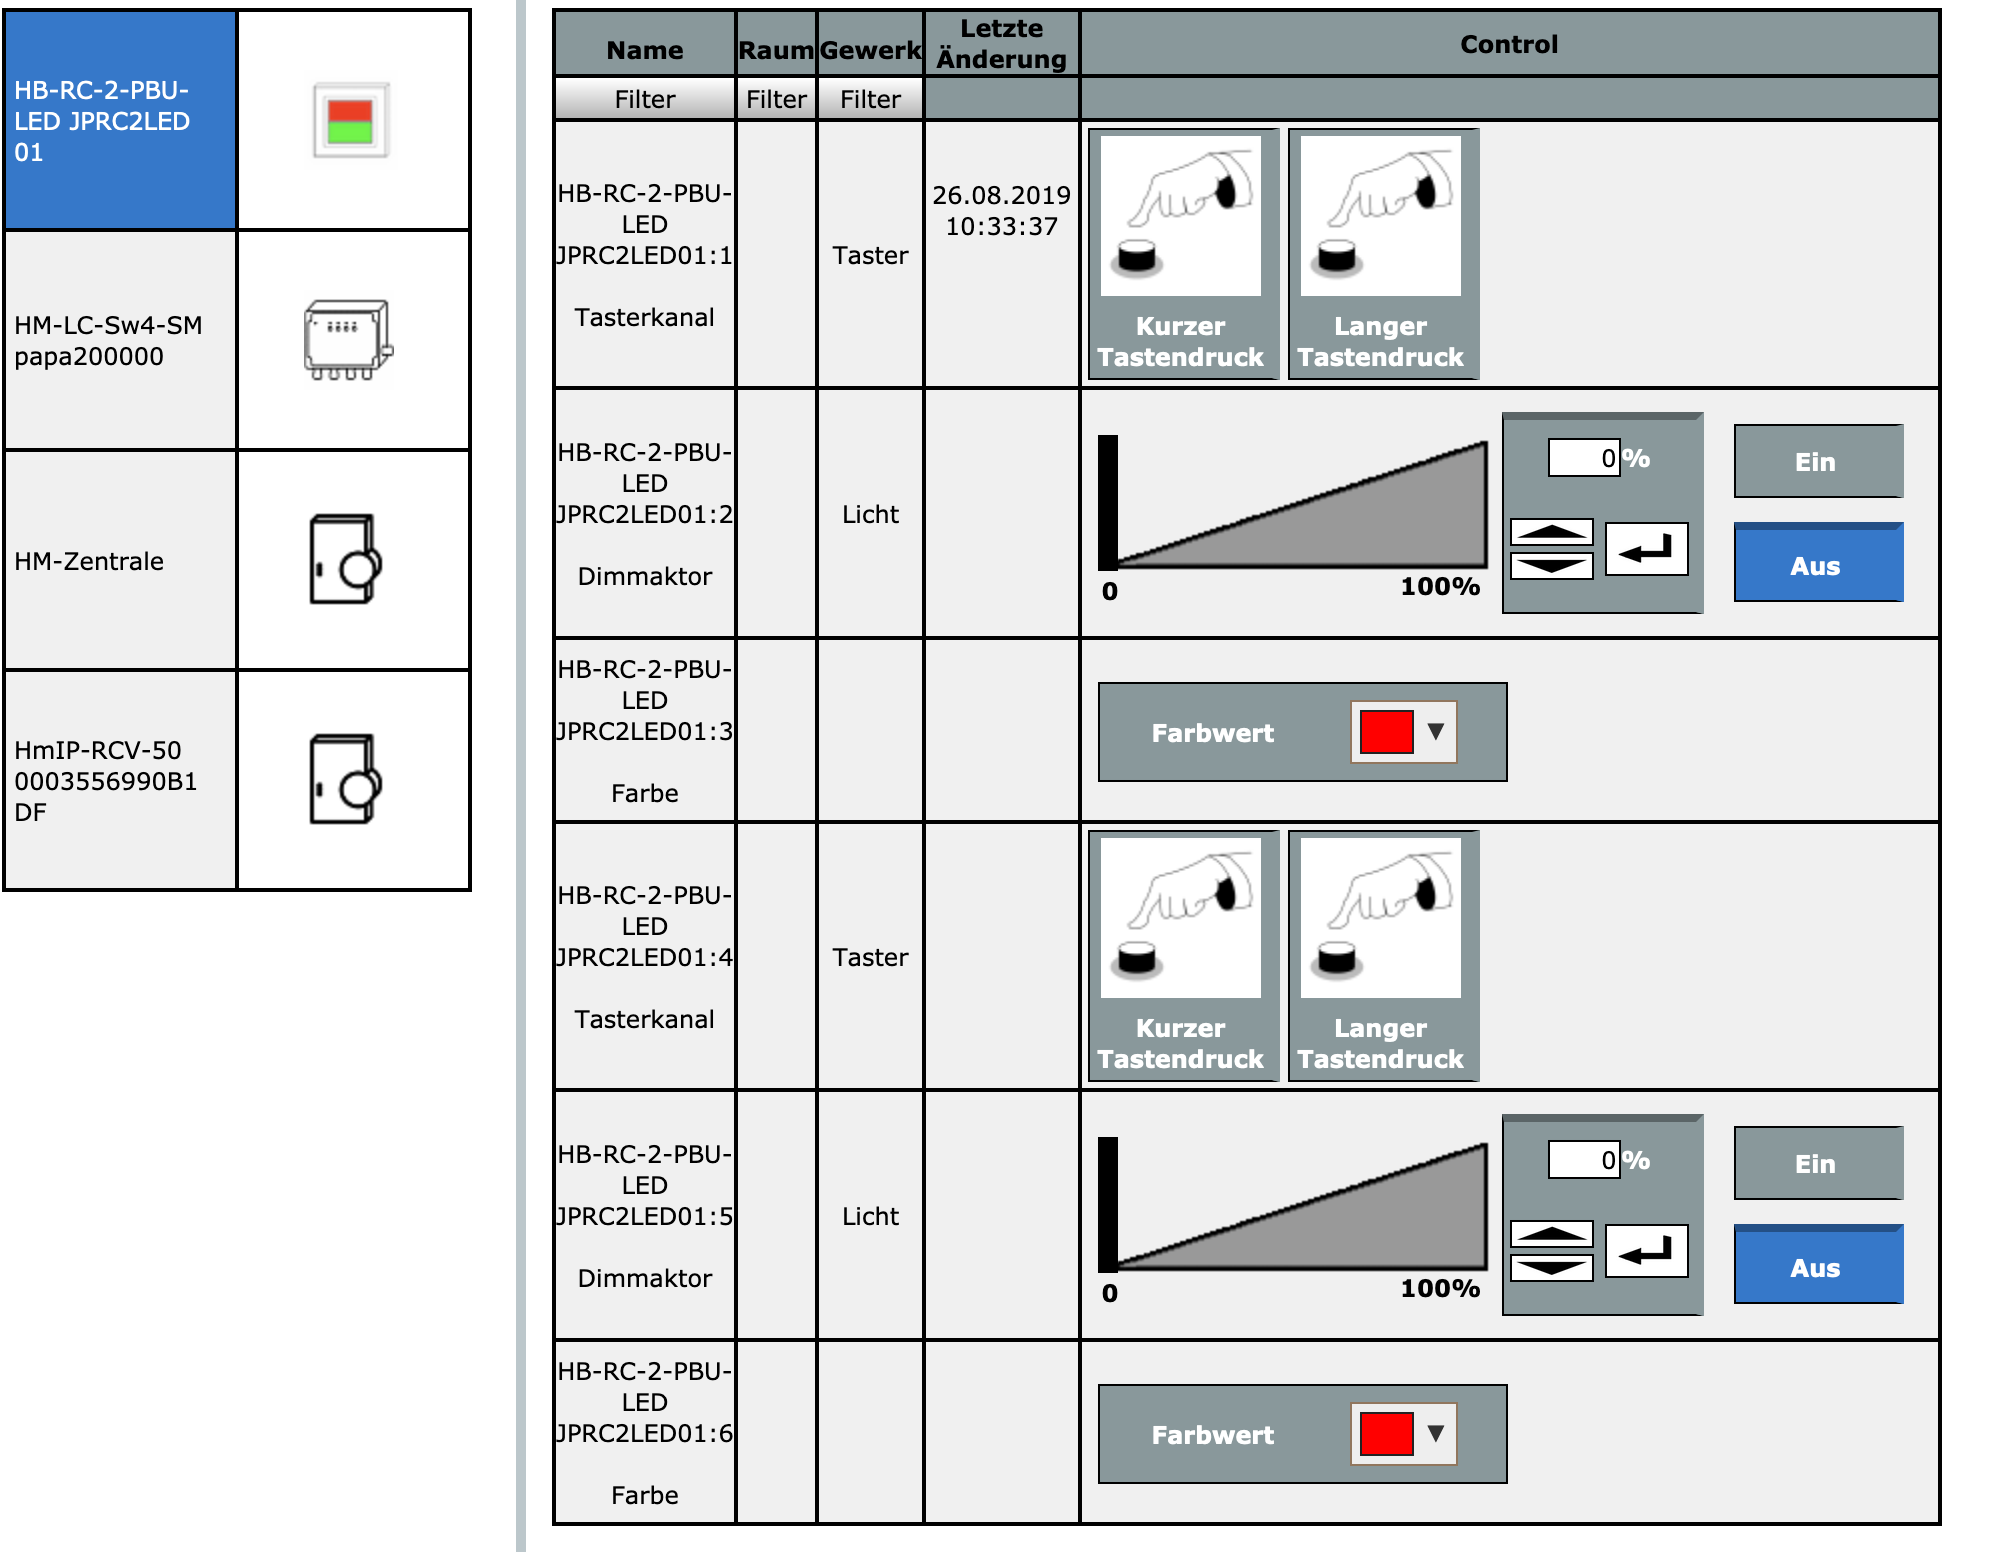 HB-RC-2-PBU-
LED JPRC2LED
01
HM-LC-Sw4-SM
papa200000
HM-Zentrale
HmIP-RCV-50
0003556990B1
DF
Name
Raum
Gewerk
Letzte
Änderung
Control
Filter
Filter
Filter
HB-RC-2-PBU-
LED
JPRC2LED01:1
Tasterkanal
Taster
26.08.2019
10:33:37
Kurzer
Tastendruck
Langer
Tastendruck
HB-RC-2-PBU-
LED
JPRC2LED01:2
Dimmaktor
Licht
0
100%
0%
Ein
Aus
HB-RC-2-PBU-
LED
JPRC2LED01:3
Farbe
Farbwert
HB-RC-2-PBU-
LED
JPRC2LED01:4
Tasterkanal
Taster
Kurzer
Tastendruck
Langer
Tastendruck
HB-RC-2-PBU-
LED
JPRC2LED01:5
Dimmaktor
Licht
0
100%
0%
Ein
Aus
HB-RC-2-PBU-
LED
JPRC2LED01:6
Farbe
Farbwert